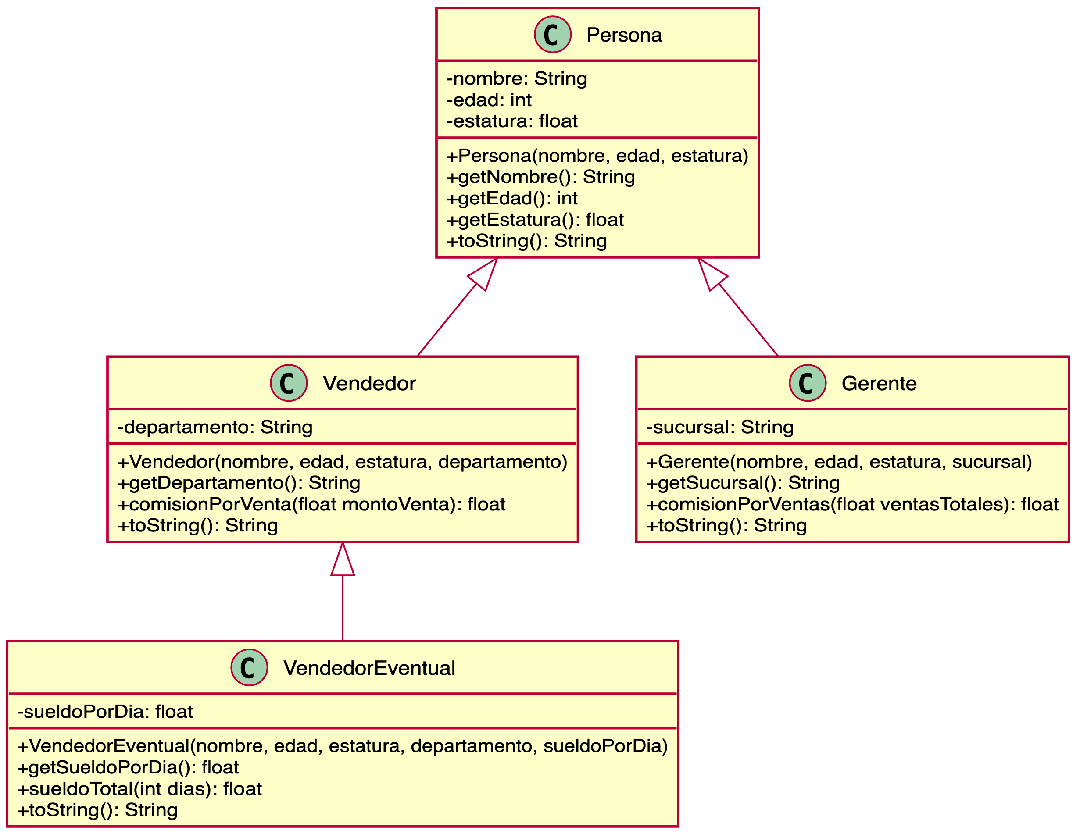 C Persona
-nombre: String
-edad: int
-estatura: float
+Persona(nombre, edad, estatura)
+getNombre(): String
+getEdad(): int
+getEstatura(): float
+toString(): String
C Vendedor
-departamento: String
+Vendedor(nombre, edad, estatura, departamento)
+getDepartamento(): String
+comisionPorVenta(float montoVenta): float
+toString(): String
C Gerente
-sucursal: String
+Gerente(nombre, edad, estatura, sucursal)
+getSucursal(): String
+comisionPorVentas(float ventasTotales): float
+toString(): String
C VendedorEventual
-sueldoPorDia: float
+VendedorEventual(nombre, edad, estatura, departamento, sueldoPorDia)
+getSueldoPorDia(): float
+sueldoTotal(int dias): float
+toString(): String